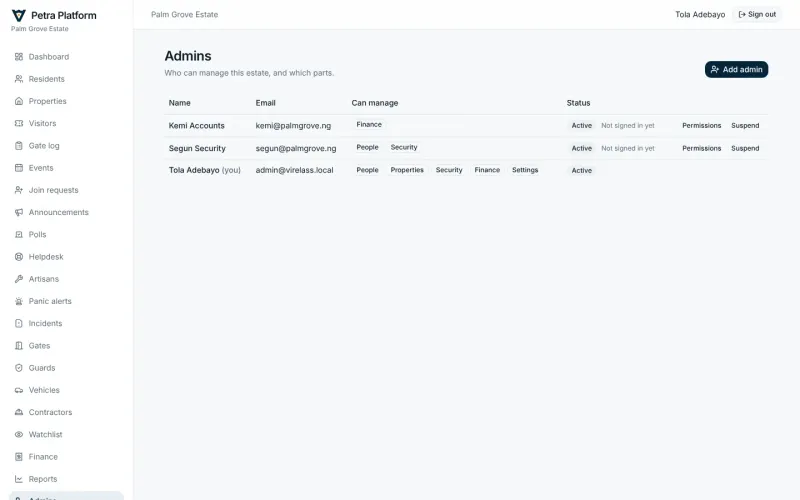 Petra Platform
Palm Grove Estate
Palm Grove Estate
Tola Adebayo
Sign out
Dashboard
Residents
Properties
Visitors
Gate log
Events
Join requests
Announcements
Polls
Helpdesk
Artisans
Panic alerts
Incidents
Gates
Guards
Vehicles
Contractors
Watchlist
Finance
Reports
Admins
Admins
Who can manage this estate, and which parts.
Add admin
Name Email Can manage Status
Kemi Accounts kemi@palmgrove.ng Finance Active Not signed in yet Permissions Suspend
Segun Security segun@palmgrove.ng People Security Active Not signed in yet Permissions Suspend
Tola Adebayo (you) admin@virelass.local People Properties Security Finance Settings Active